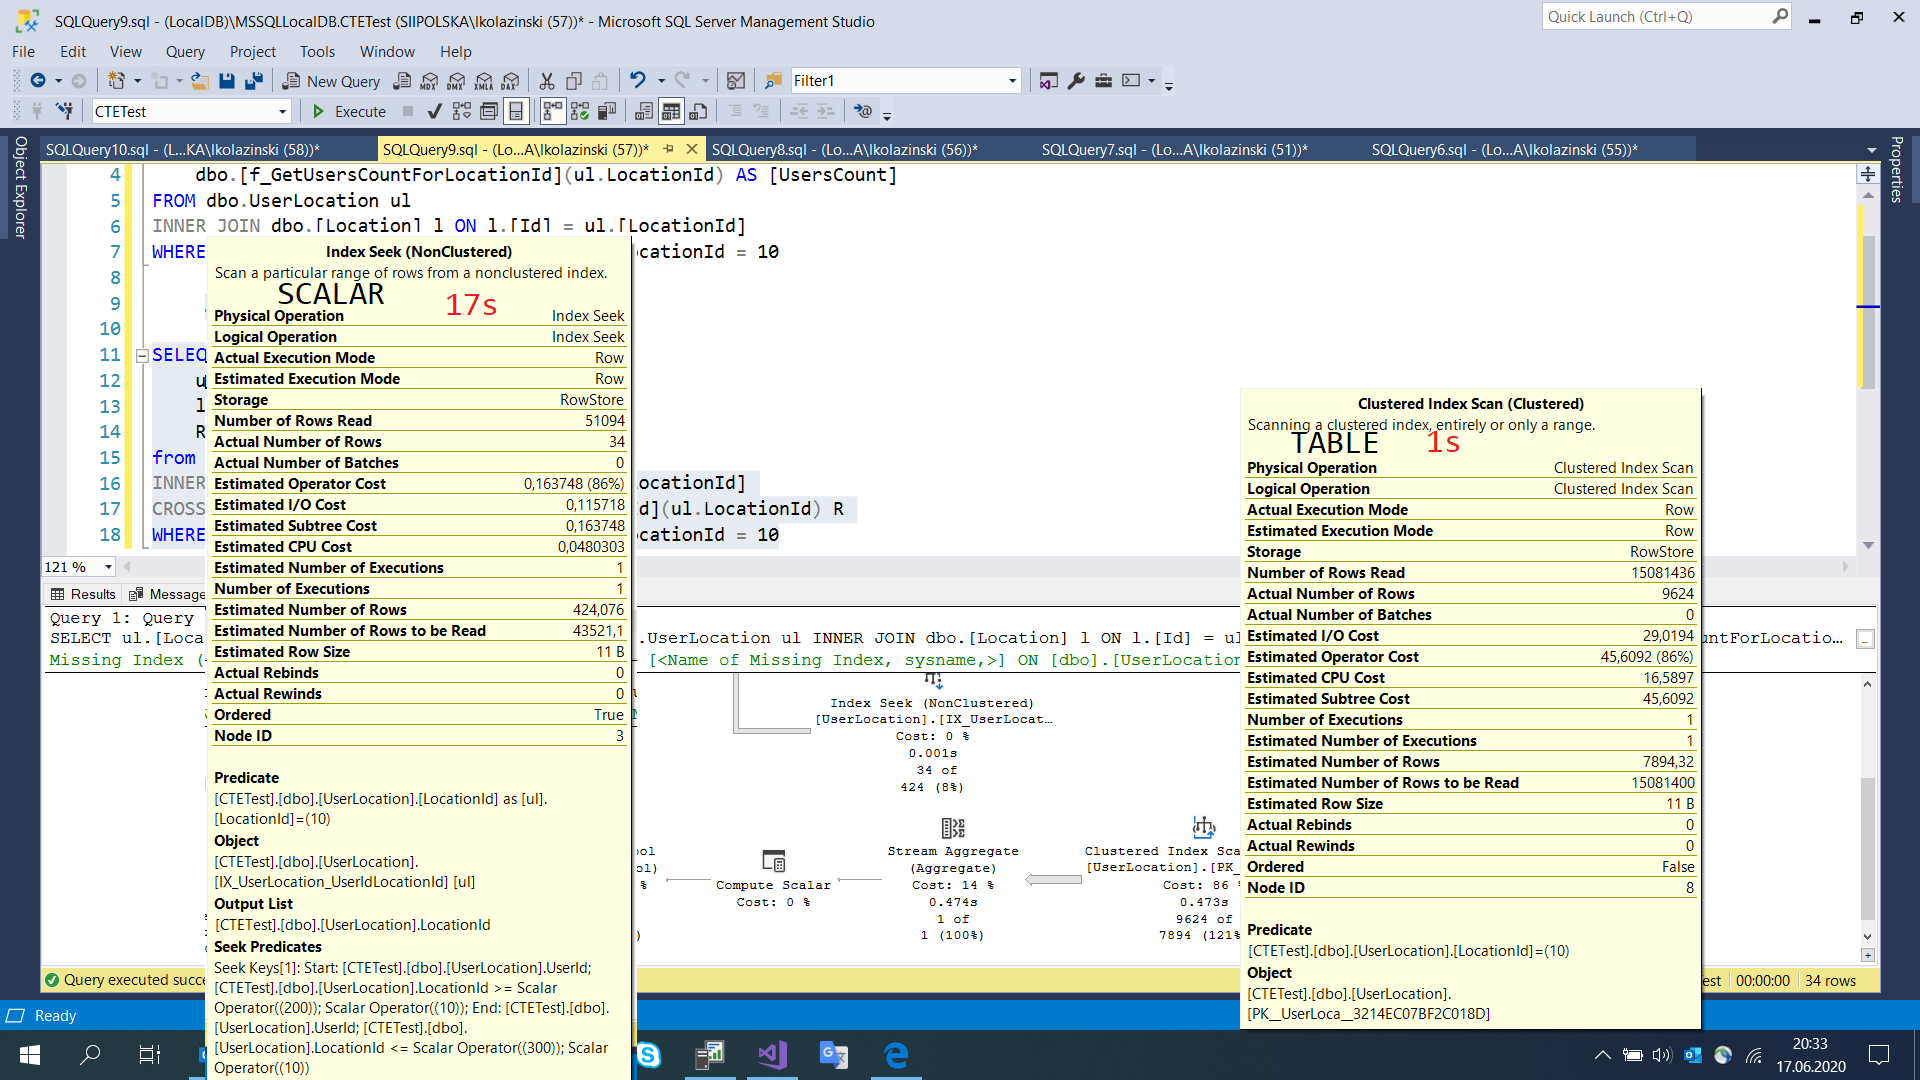 SQLQuery9.sql - (LocalDB)\MSSQLLocalDB.CTETest (SIIPOLSKA\lkolazinski (57))* - Microsoft SQL Server Management Studio
Quick Launch (Ctrl+Q)
File Edit View Query Project Tools Window Help
New Query MDX DMX XMLA DAX Filter1
CTETest Execute
Object Explorer
Properties
SQLQuery10.sql - (L...KA\lkolazinski (58))* SQLQuery9.sql - (Lo...A\lkolazinski (57))* SQLQuery8.sql - (Lo...A\lkolazinski (56))* SQLQuery7.sql - (Lo...A\lkolazinski (51))* SQLQuery6.sql - (Lo...A\lkolazinski (55))*
4 dbo.[f_GetUsersCountForLocationId](ul.LocationId) AS [UsersCount]
5 FROM dbo.UserLocation ul
6 INNER JOIN dbo.[Location] l ON l.[Id] = ul.[LocationId]
7 WHERE cationId = 10
8
9
10
11 SELEC
12 u
13 l
14 R
15 from
16 INNER ocationId]
17 CROSS d](ul.LocationId) R
18 WHERE cationId = 10
121 %
Results Message
Query 1: Query
SELECT ul.[Loca .UserLocation ul INNER JOIN dbo.[Location] l ON l.[Id] = ul ountForLocatio...
Missing Index ( [<Name of Missing Index, sysname,>] ON [dbo].[UserLocation
Index Seek (NonClustered)
Scan a particular range of rows from a nonclustered index.
SCALAR 17s
Physical Operation Index Seek
Logical Operation Index Seek
Actual Execution Mode Row
Estimated Execution Mode Row
Storage RowStore
Number of Rows Read 51094
Actual Number of Rows 34
Actual Number of Batches 0
Estimated Operator Cost 0,163748 (86%)
Estimated I/O Cost 0,115718
Estimated Subtree Cost 0,163748
Estimated CPU Cost 0,0480303
Estimated Number of Executions 1
Number of Executions 1
Estimated Number of Rows 424,076
Estimated Number of Rows to be Read 43521,1
Estimated Row Size 11 B
Actual Rebinds 0
Actual Rewinds 0
Ordered True
Node ID 3
Predicate
[CTETest].[dbo].[UserLocation].[LocationId] as [ul].
[LocationId]=(10)
Object
[CTETest].[dbo].[UserLocation].
[IX_UserLocation_UserIdLocationId] [ul]
Output List
[CTETest].[dbo].[UserLocation].LocationId
Seek Predicates
Seek Keys[1]: Start: [CTETest].[dbo].[UserLocation].UserId;
[CTETest].[dbo].[UserLocation].LocationId >= Scalar
Operator((200)); Scalar Operator((10)); End: [CTETest].[dbo].
[UserLocation].UserId; [CTETest].[dbo].
[UserLocation].LocationId <= Scalar Operator((300)); Scalar
Operator((10))
Index Seek (NonClustered)
[UserLocation].[IX_UserLocat...
Cost: 0 %
0.001s
34 of
424 (8%)
ool
ol)
%
)
Compute Scalar
Cost: 0 %
Stream Aggregate
(Aggregate)
Cost: 14 %
0.474s
1 of
1 (100%)
Clustered Index Sca
[UserLocation].[PK_
Cost: 86 %
0.473s
9624 of
7894 (121%
Clustered Index Scan (Clustered)
Scanning a clustered index, entirely or only a range.
TABLE 1s
Physical Operation Clustered Index Scan
Logical Operation Clustered Index Scan
Actual Execution Mode Row
Estimated Execution Mode Row
Storage RowStore
Number of Rows Read 15081436
Actual Number of Rows 9624
Actual Number of Batches 0
Estimated I/O Cost 29,0194
Estimated Operator Cost 45,6092 (86%)
Estimated CPU Cost 16,5897
Estimated Subtree Cost 45,6092
Number of Executions 1
Estimated Number of Executions 1
Estimated Number of Rows 7894,32
Estimated Number of Rows to be Read 15081400
Estimated Row Size 11 B
Actual Rebinds 0
Actual Rewinds 0
Ordered False
Node ID 8
Predicate
[CTETest].[dbo].[UserLocation].[LocationId]=(10)
Object
[CTETest].[dbo].[UserLocation].
[PK__UserLoca__3214EC07BF2C018D]
Query executed succe est 00:00:00 34 rows
Ready
20:33
17.06.2020